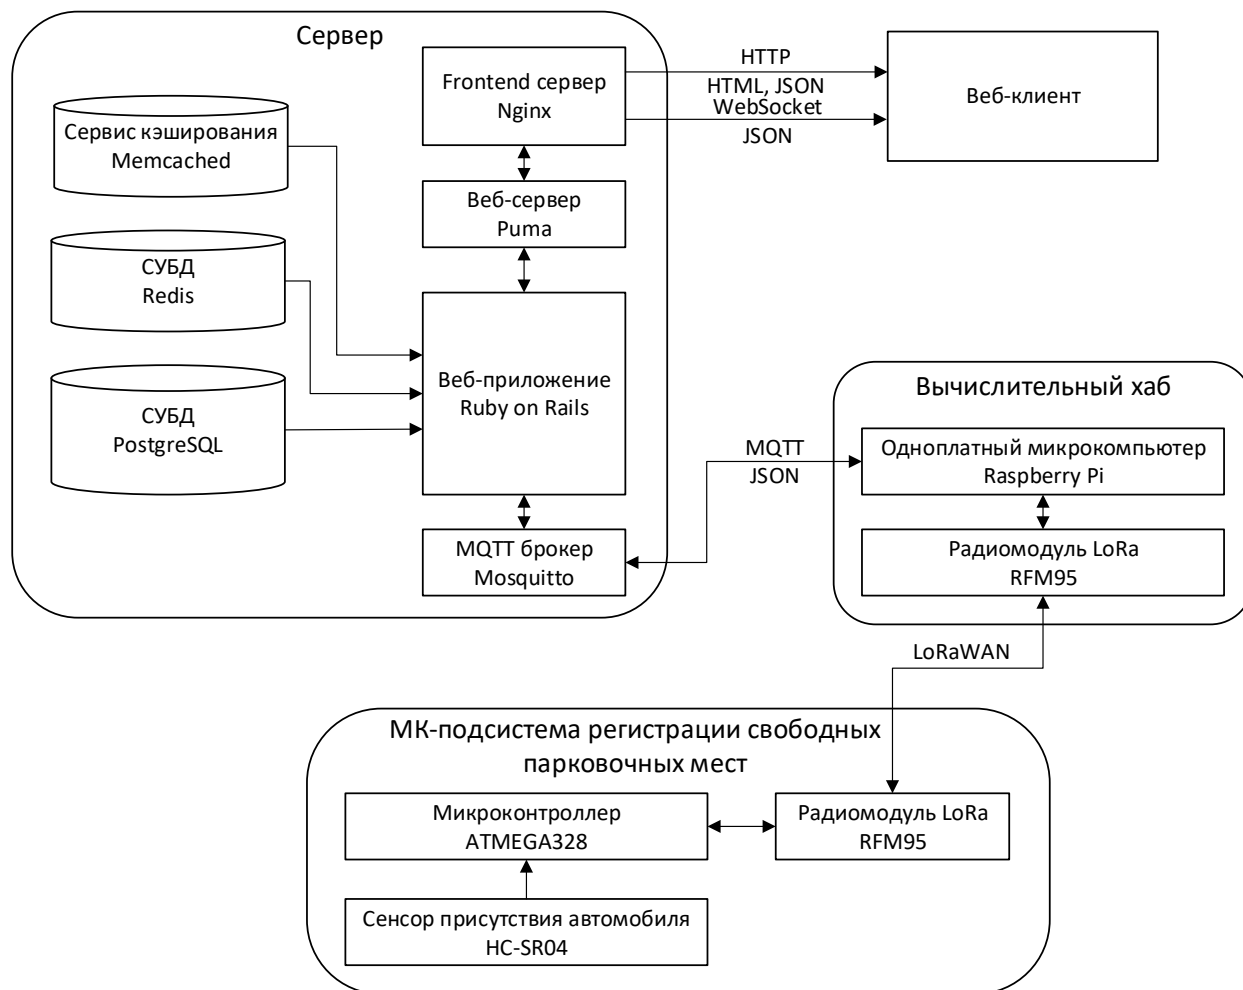 Сервер
Frontend сервер
Nginx
HTTP
HTML, JSON
WebSocket
JSON
Веб-клиент
Сервис кэширования
Memcached
Веб-сервер
Puma
СУБД
Redis
Веб-приложение
Ruby on Rails
СУБД
PostgreSQL
MQTT брокер
Mosquitto
MQTT
JSON
Вычислительный хаб
Одноплатный микрокомпьютер
Raspberry Pi
Радиомодуль LoRa
RFM95
LoRaWAN
МК-подсистема регистрации свободных
парковочных мест
Микроконтроллер
ATMEGA328
Радиомодуль LoRa
RFM95
Сенсор присутствия автомобиля
HC-SR04